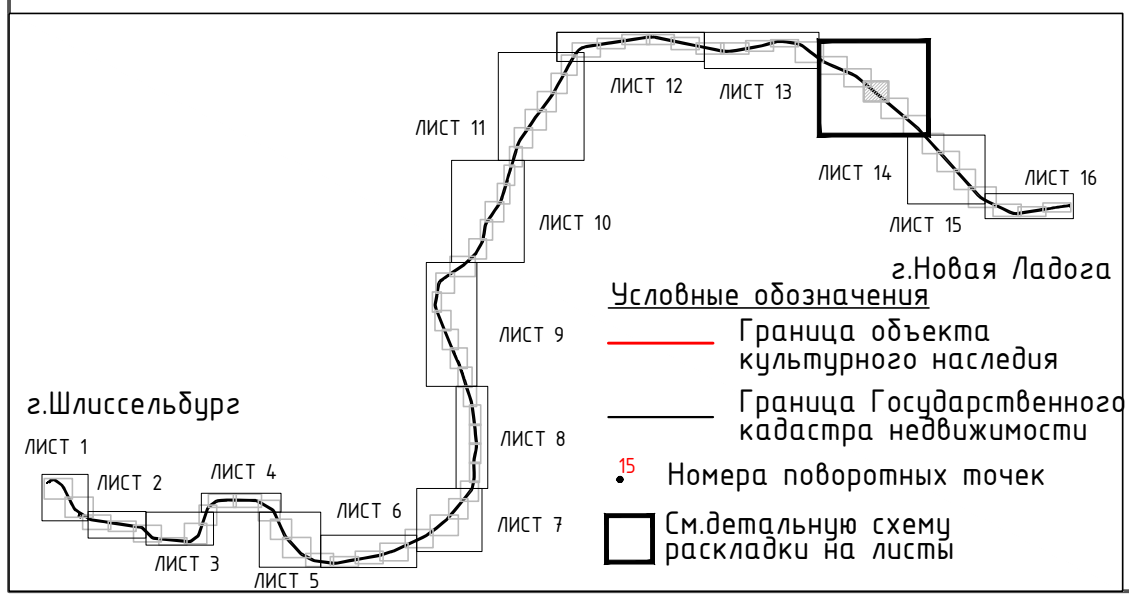 ЛИСТ 12
ЛИСТ 13
ЛИСТ 11
ЛИСТ 14
ЛИСТ 16
ЛИСТ 10
ЛИСТ 15
г.Новая Ладога
Условные обозначения
Граница объекта
культурного наследия
Граница Государственного
кадастра недвижимости
15
Номера поворотных точек
См.детальную схему
раскладки на листы
ЛИСТ 9
г.Шлиссельбург
ЛИСТ 8
ЛИСТ 1
ЛИСТ 2
ЛИСТ 4
ЛИСТ 6
ЛИСТ 7
ЛИСТ 3
ЛИСТ 5